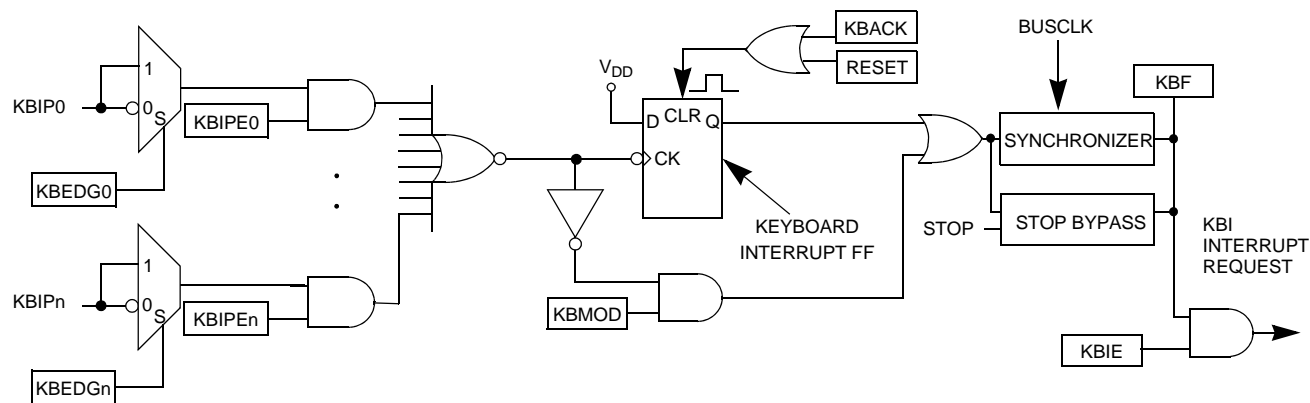 KBIP0
1
0
S
KBEDG0
KBIPE0
KBIPn
1
0
S
KBEDGn
KBIPEn
VDD
D
CLR
Q
CK
KBACK
RESET
KEYBOARD
INTERRUPT FF
KBMOD
BUSCLK
SYNCHRONIZER
STOP
STOP BYPASS
KBF
KBI
INTERRUPT
REQUEST
KBIE